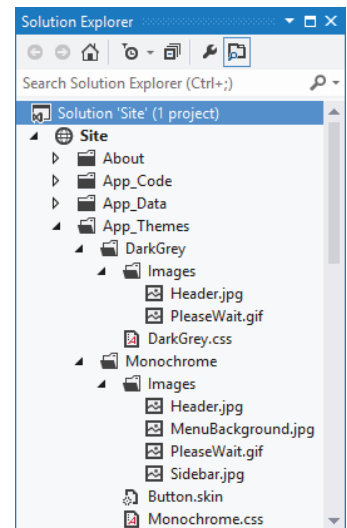 Solution Explorer
Search Solution Explorer (Ctrl+;)
Solution 'Site' (1 project)
Site
About
App_Code
App_Data
App_Themes
DarkGrey
Images
Header.jpg
PleaseWait.gif
DarkGrey.css
Monochrome
Images
Header.jpg
MenuBackground.jpg
PleaseWait.gif
Sidebar.jpg
Button.skin
Monochrome.css